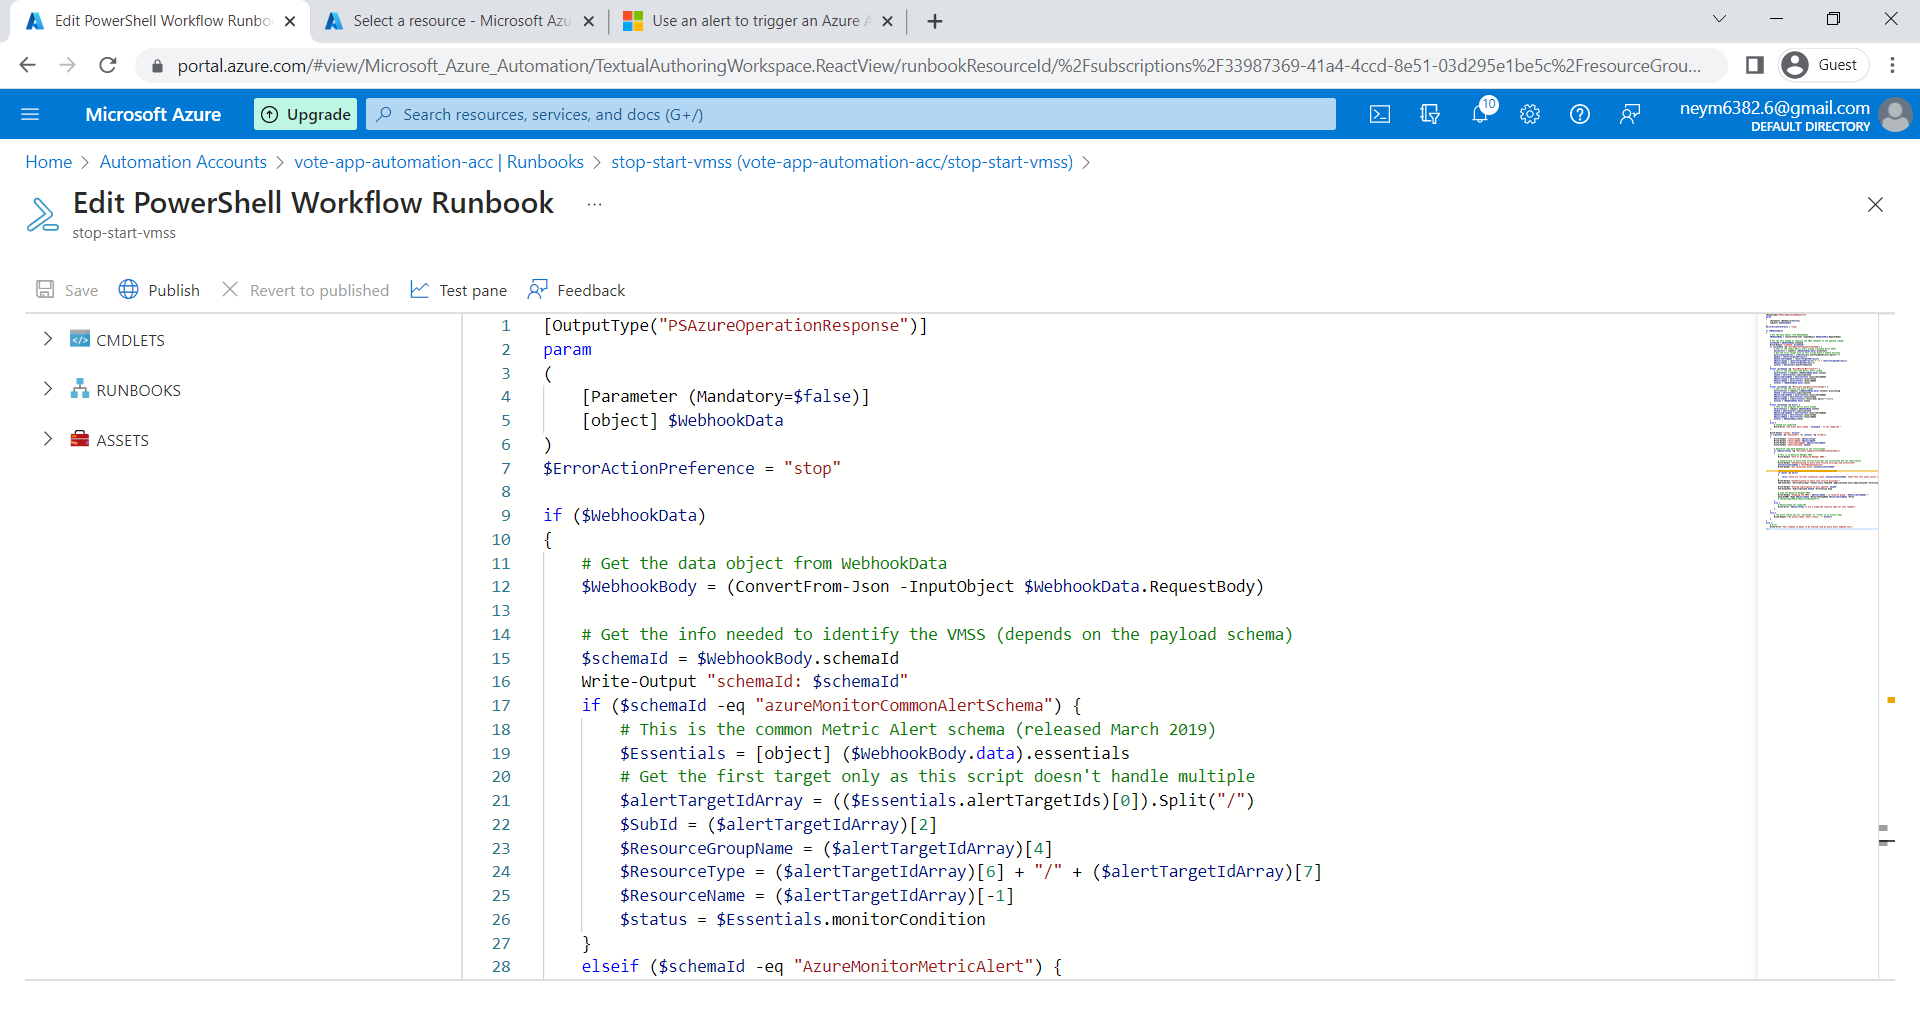 Edit PowerShell Workflow Runbo
Select a resource - Microsoft Azu
Use an alert to trigger an Azure A
portal.azure.com/#view/Microsoft_Azure_Automation/TextualAuthoringWorkspace.ReactView/runbookResourceId/%2Fsubscriptions%2F33987369-41a4-4ccd-8e51-03d295e1be5c%2FresourceGrou...
Guest
Microsoft Azure
Upgrade
Search resources, services, and docs (G+/)
10
neym6382.6@gmail.com
DEFAULT DIRECTORY
Home > Automation Accounts > vote-app-automation-acc | Runbooks > stop-start-vmss (vote-app-automation-acc/stop-start-vmss) >
Edit PowerShell Workflow Runbook ...
stop-start-vmss
Save Publish Revert to published Test pane Feedback
CMDLETS
RUNBOOKS
ASSETS
1 [OutputType("PSAzureOperationResponse")]
2 param
3 (
4 [Parameter (Mandatory=$false)]
5 [object] $WebhookData
6 )
7 $ErrorActionPreference = "stop"
8
9 if ($WebhookData)
10 {
11 # Get the data object from WebhookData
12 $WebhookBody = (ConvertFrom-Json -InputObject $WebhookData.RequestBody)
13
14 # Get the info needed to identify the VMSS (depends on the payload schema)
15 $schemaId = $WebhookBody.schemaId
16 Write-Output "schemaId: $schemaId"
17 if ($schemaId -eq "azureMonitorCommonAlertSchema") {
18 # This is the common Metric Alert schema (released March 2019)
19 $Essentials = [object] ($WebhookBody.data).essentials
20 # Get the first target only as this script doesn't handle multiple
21 $alertTargetIdArray = (($Essentials.alertTargetIds)[0]).Split("/")
22 $SubId = ($alertTargetIdArray)[2]
23 $ResourceGroupName = ($alertTargetIdArray)[4]
24 $ResourceType = ($alertTargetIdArray)[6] + "/" + ($alertTargetIdArray)[7]
25 $ResourceName = ($alertTargetIdArray)[-1]
26 $status = $Essentials.monitorCondition
27 }
28 elseif ($schemaId -eq "AzureMonitorMetricAlert") {